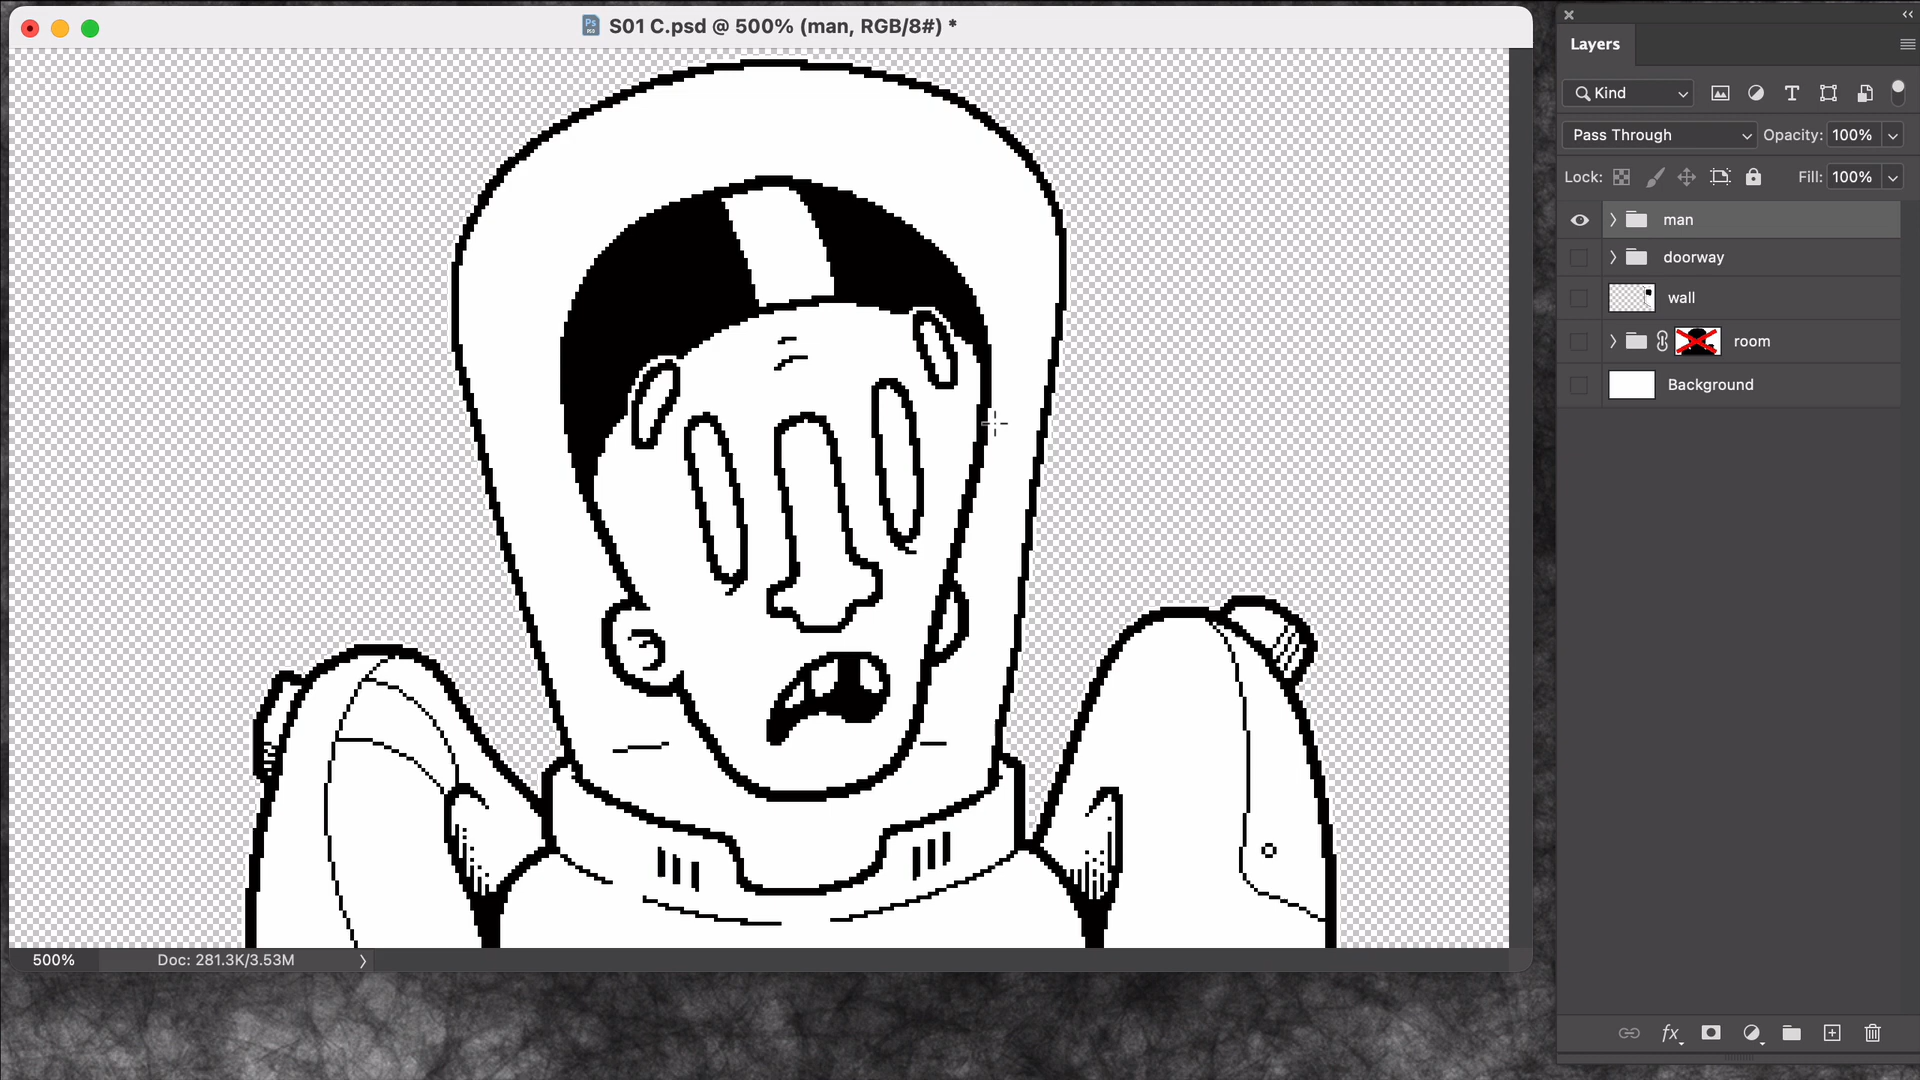 S01 C.psd @ 500% (man, RGB/8#) *
Layers
Kind
Pass Through
Opacity: 100%
Lock:
Fill: 100%
man
doorway
wall
room
Background
500%
Doc: 281.3K/3.53M